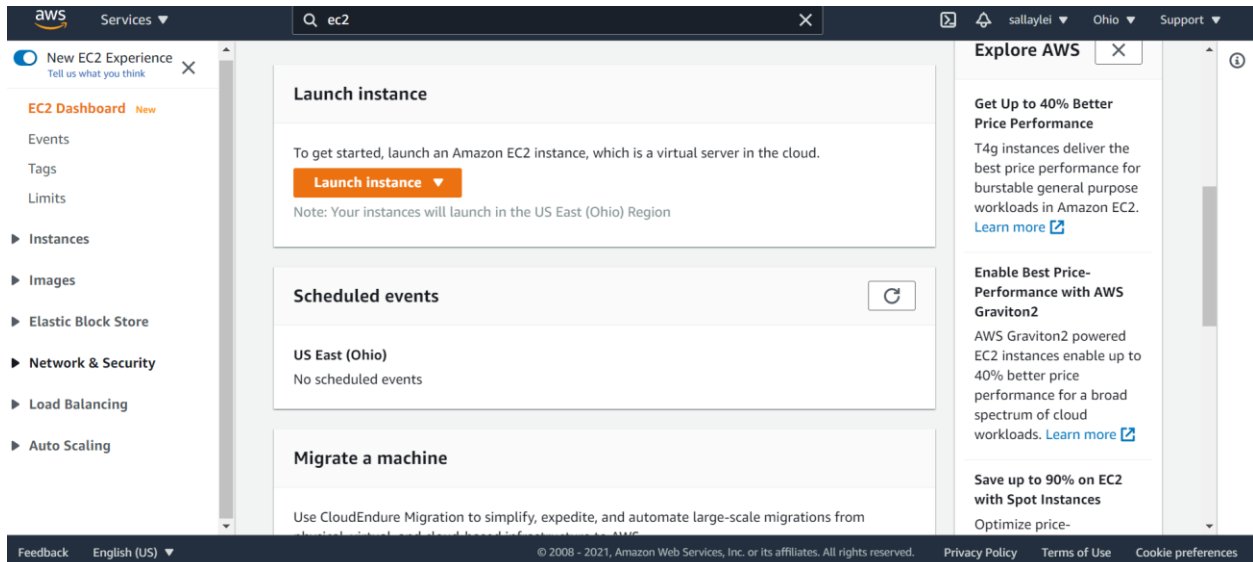 aws
Services ▼
ec2
sallaylei ▼
Ohio ▼
Support ▼
New EC2 Experience
Tell us what you think
EC2 Dashboard New
Events
Tags
Limits
Instances
Images
Elastic Block Store
Network & Security
Load Balancing
Auto Scaling
Launch instance
To get started, launch an Amazon EC2 instance, which is a virtual server in the cloud.
Launch instance ▼
Note: Your instances will launch in the US East (Ohio) Region
Scheduled events
US East (Ohio)
No scheduled events
Migrate a machine
Use CloudEndure Migration to simplify, expedite, and automate large-scale migrations from
physical, virtual, and cloud-based infrastructure to AWS
Explore AWS
Get Up to 40% Better
Price Performance
T4g instances deliver the
best price performance for
burstable general purpose
workloads in Amazon EC2.
Learn more
Enable Best Price-
Performance with AWS
Graviton2
AWS Graviton2 powered
EC2 instances enable up to
40% better price
performance for a broad
spectrum of cloud
workloads. Learn more
Save up to 90% on EC2
with Spot Instances
Optimize price-
Feedback
English (US) ▼
© 2008 - 2021, Amazon Web Services, Inc. or its affiliates. All rights reserved.
Privacy Policy
Terms of Use
Cookie preferences